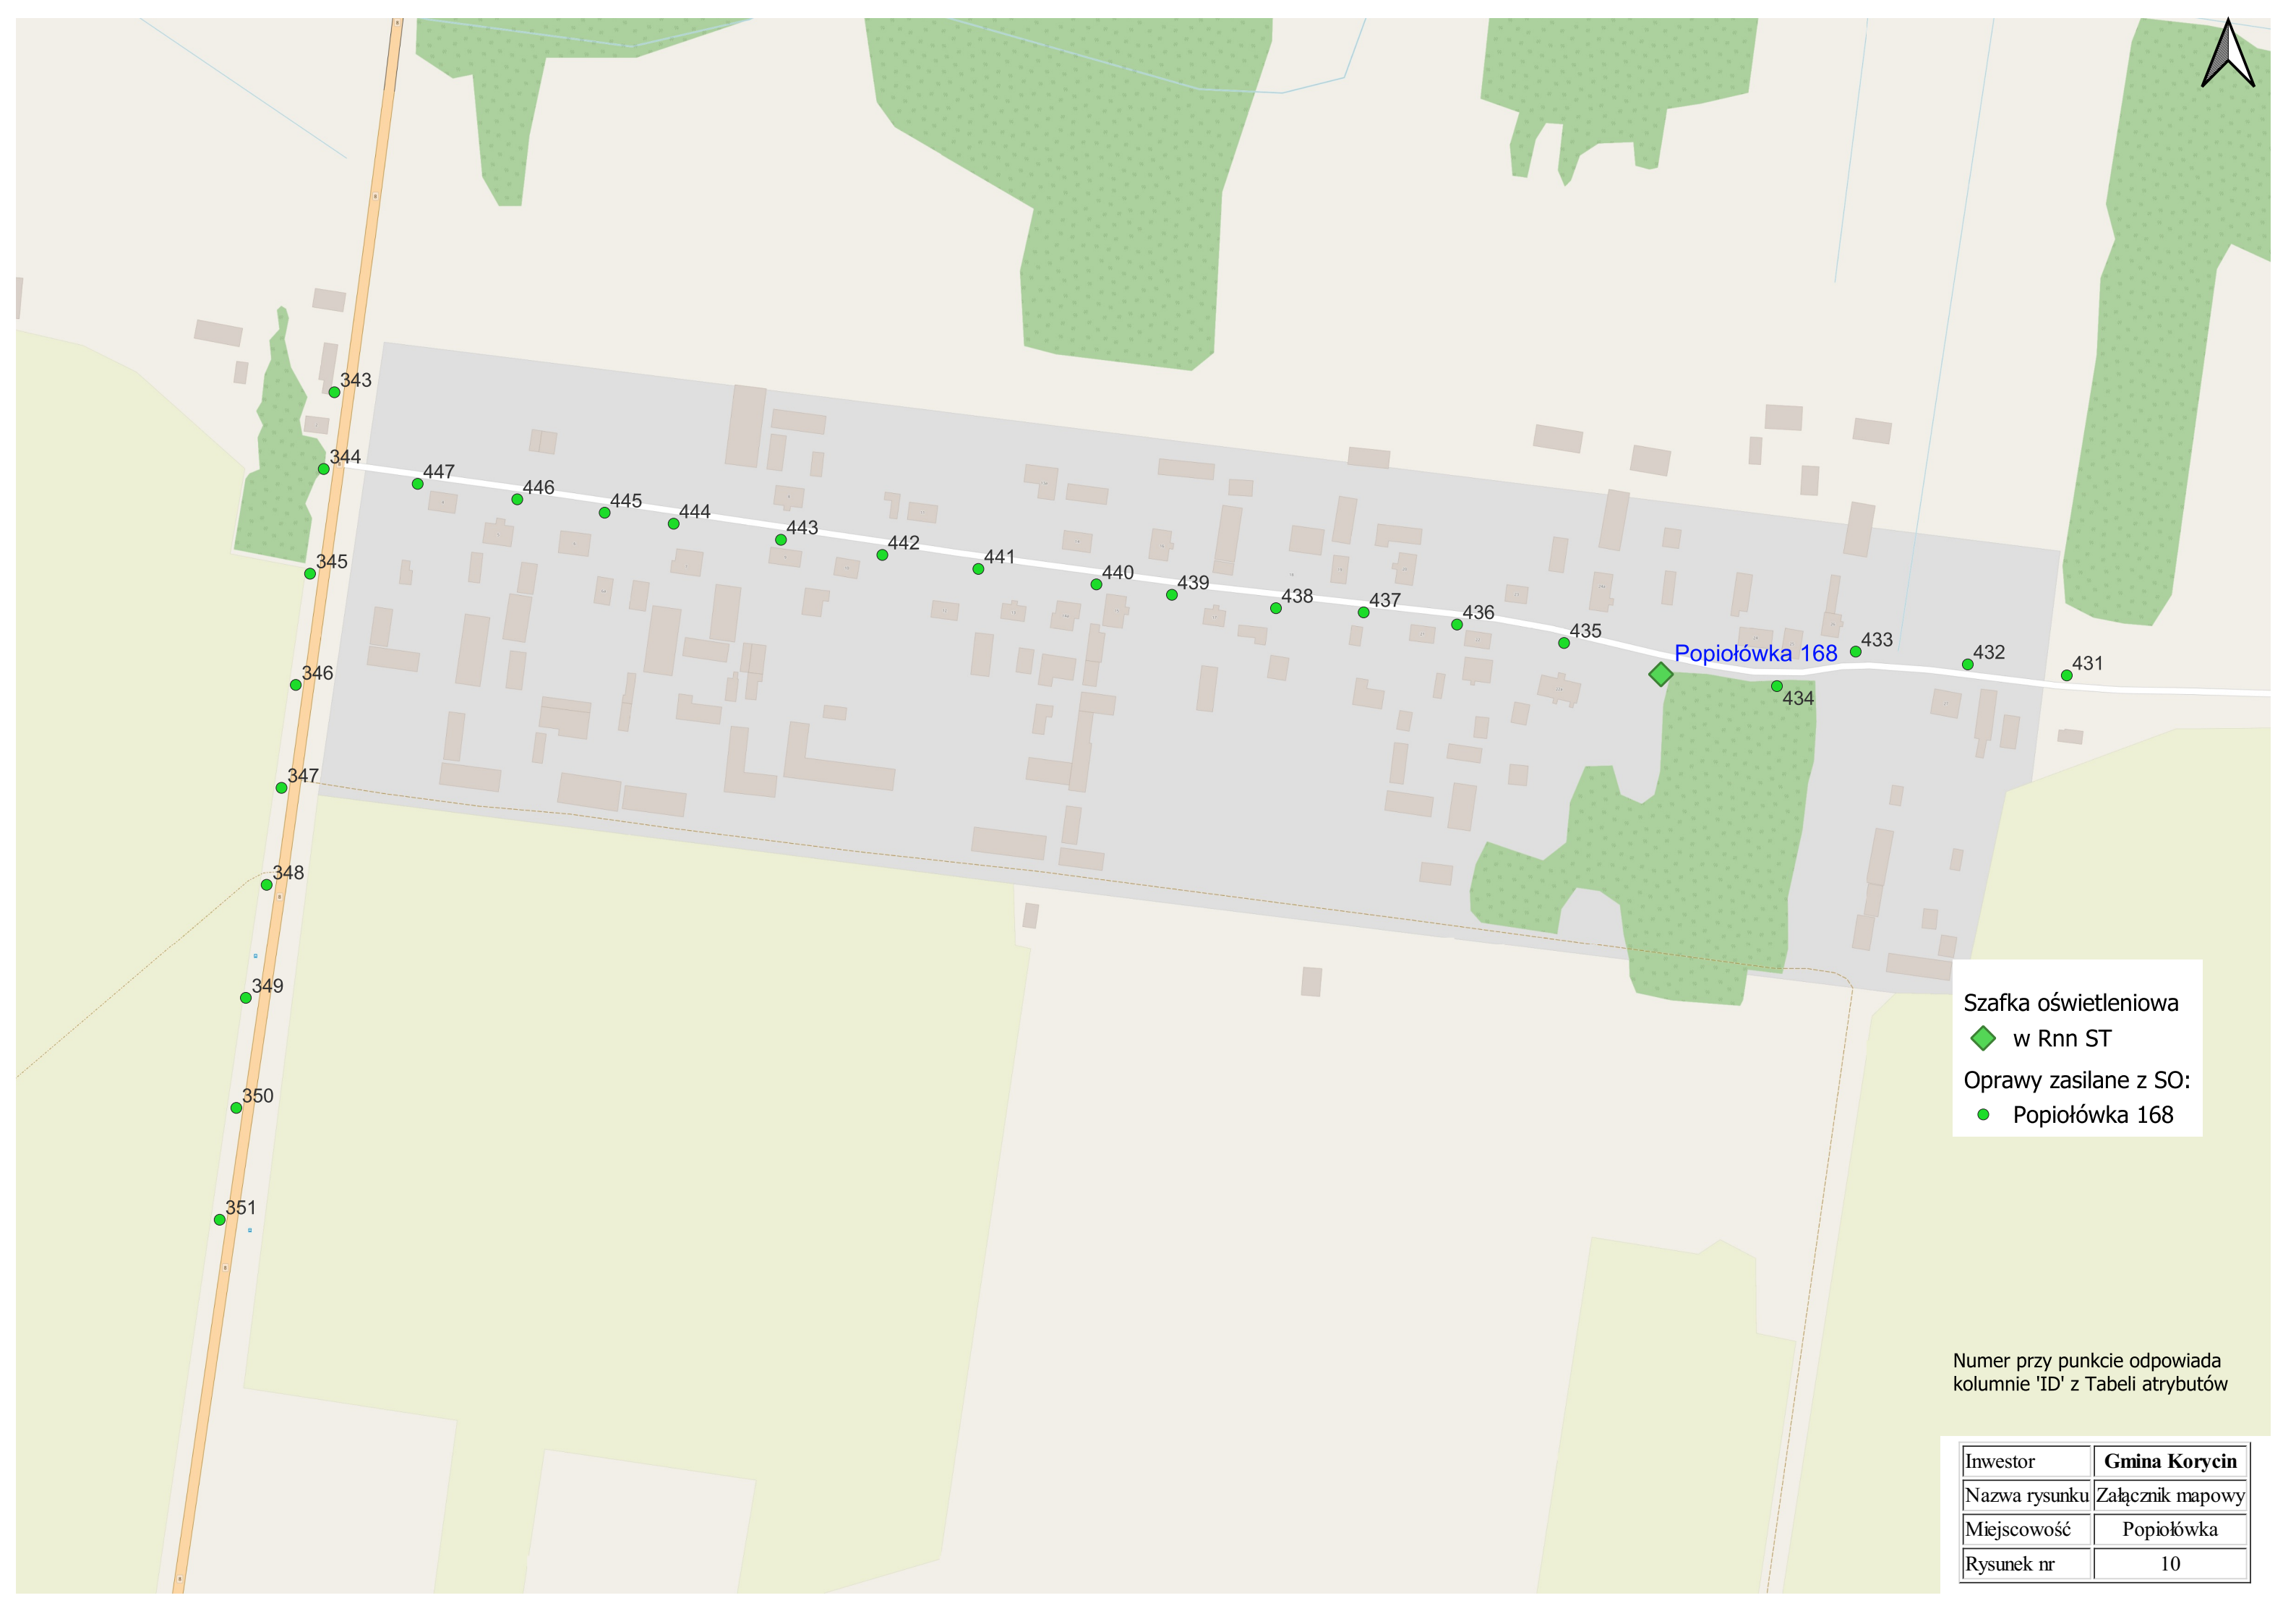 343
344
447
446
445
444
443
442
441
440
439
438
437
436
435
Popiołówka 168
433
432
431
434
345
346
347
348
349
350
351
Szafka oświetleniowa
w Rnn ST
Oprawy zasilane z SO:
Popiołówka 168
Numer przy punkcie odpowiada
kolumnie 'ID' z Tabeli atrybutów
Inwestor Gmina Korycin
Nazwa rysunku Załącznik mapowy
Miejscowość Popiołówka
Rysunek nr 10